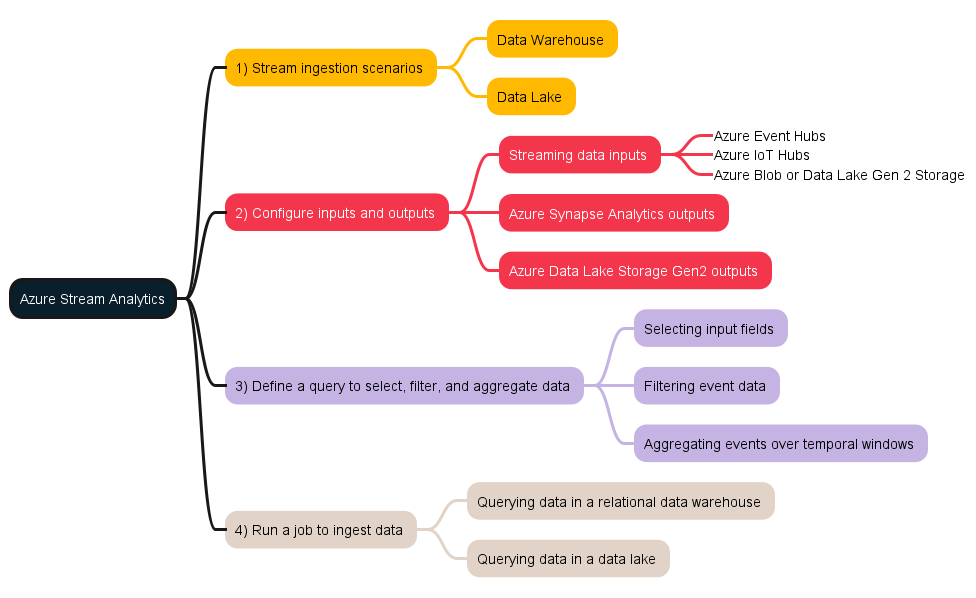 Azure Stream Analytics
1) Stream ingestion scenarios
Data Warehouse
Data Lake
2) Configure inputs and outputs
Streaming data inputs
Azure Event Hubs
Azure IoT Hubs
Azure Blob or Data Lake Gen 2 Storage
Azure Synapse Analytics outputs
Azure Data Lake Storage Gen2 outputs
3) Define a query to select, filter, and aggregate data
Selecting input fields
Filtering event data
Aggregating events over temporal windows
4) Run a job to ingest data
Querying data in a relational data warehouse
Querying data in a data lake